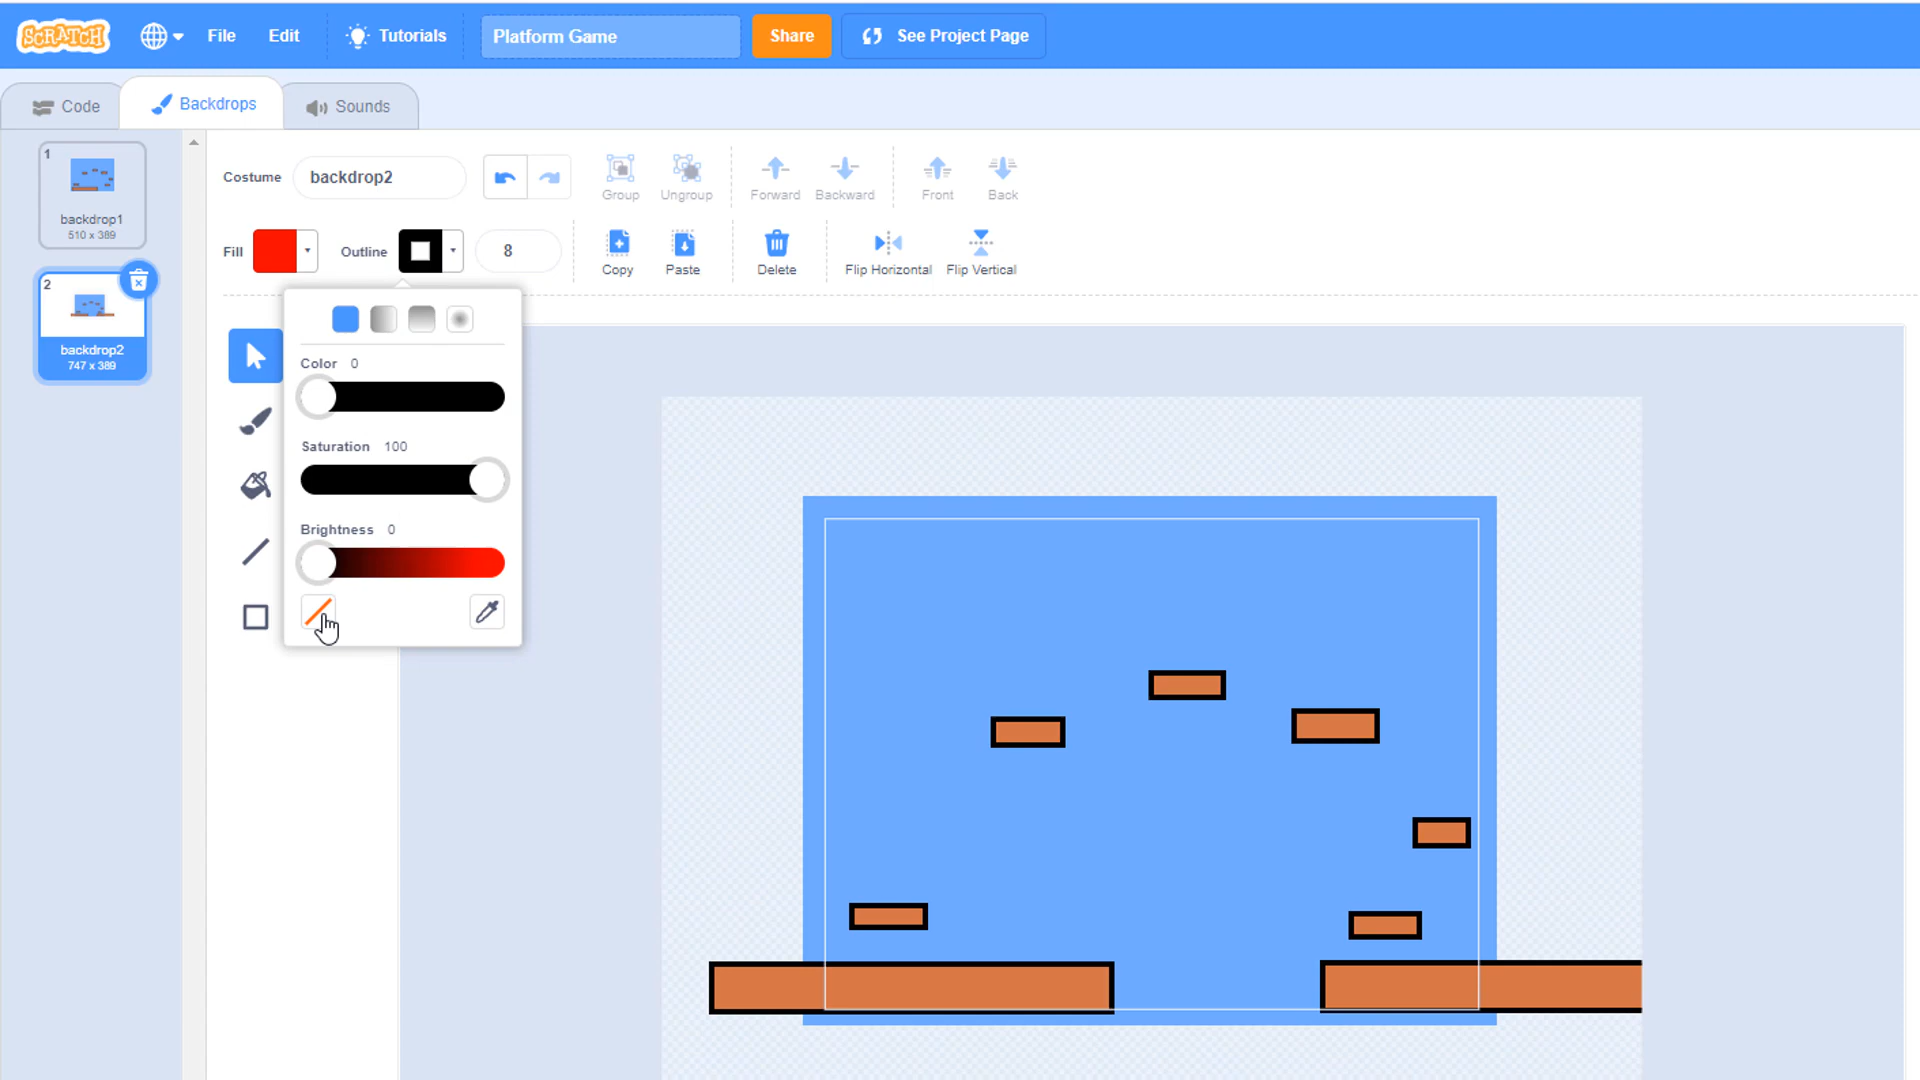 SCRATCH File Edit Tutorials Platform Game Share See Project Page
Code Backdrops Sounds
1
backdrop1
510 x 389
2
backdrop2
747 x 389
Costume backdrop2 Group Ungroup Forward Backward Front Back
Fill Outline 8 Copy Paste Delete Flip Horizontal Flip Vertical
Color 0
Saturation 100
Brightness 0